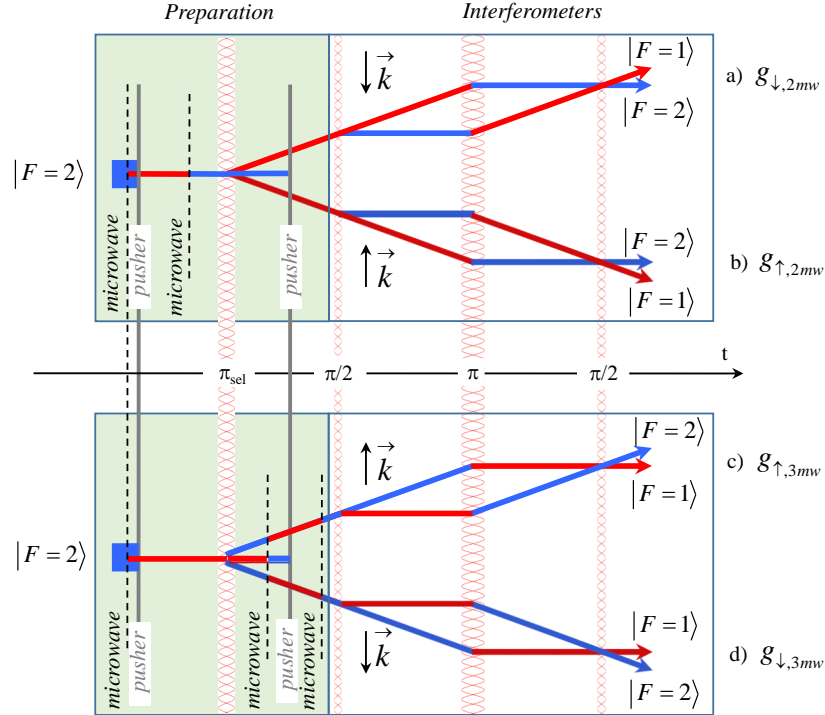 Preparation
Interferometers
|F=1⟩
a) g↓,2mw
|F=2⟩
k
|F=2⟩
microwave
pusher
microwave
pusher
k
|F=2⟩
b) g↑,2mw
|F=1⟩
t
πsel
π/2
π
π/2
|F=2⟩
c) g↑,3mw
|F=1⟩
k
|F=2⟩
microwave
pusher
microwave
pusher
microwave
k
|F=1⟩
d) g↓,3mw
|F=2⟩